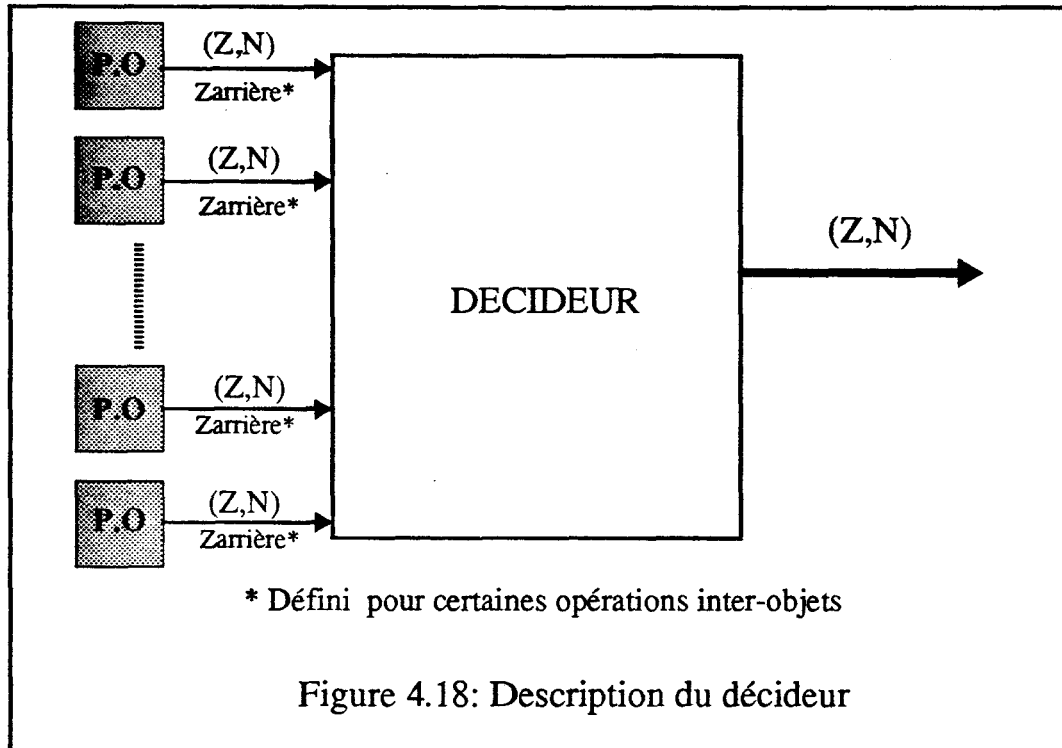 P.O (Z,N)
Zarrière*
P.O (Z,N)
Zarrière*
(Z,N)
DECIDEUR
P.O (Z,N)
Zarrière*
P.O (Z,N)
Zarrière*
* Défini pour certaines opérations inter-objets
Figure 4.18: Description du décideur